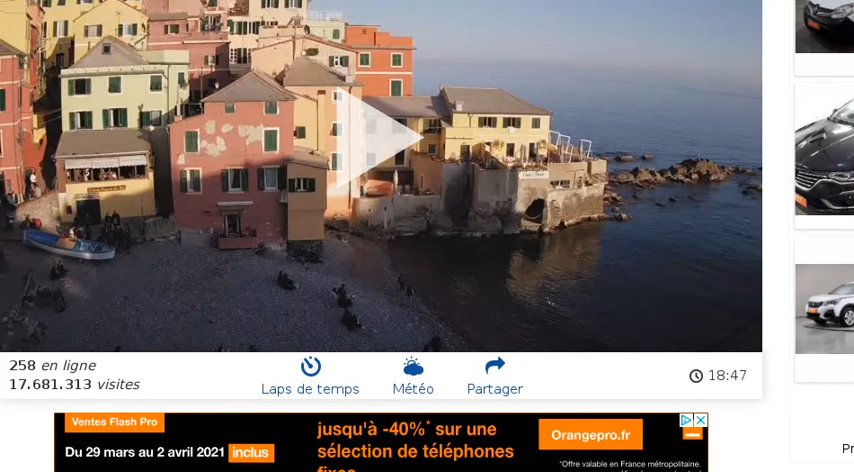 258 en ligne
17.681.313 visites
Laps de temps
Météo
Partager
18:47
Ventes Flash Pro
Du 29 mars au 2 avril 2021 inclus
jusqu'à -40%* sur une
sélection de téléphones
fixes
Orangepro.fr
*Offre valable en France métropolitaine.
Pr